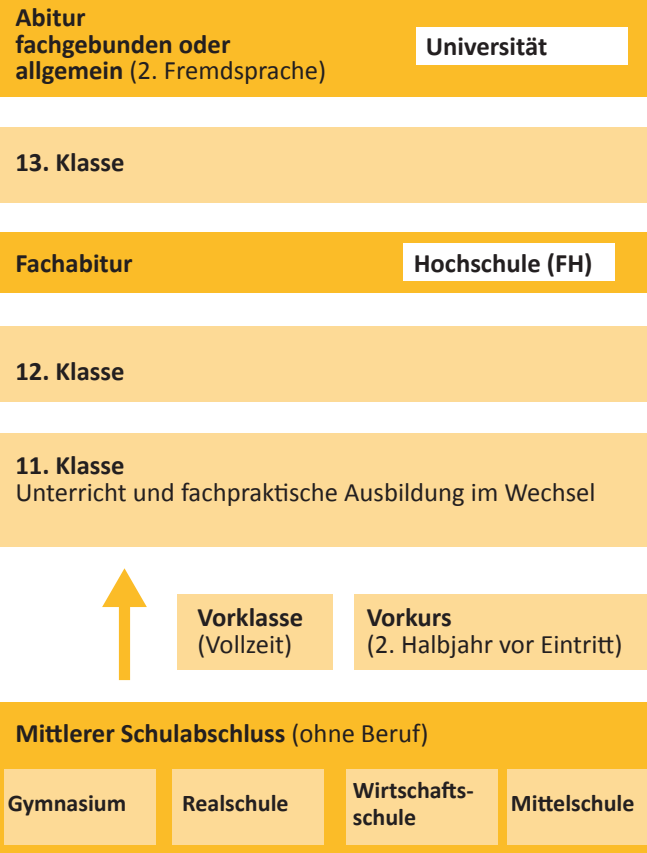 Abitur
fachgebunden oder
allgemein (2. Fremdsprache)
Universität
13. Klasse
Fachabitur
Hochschule (FH)
12. Klasse
11. Klasse
Unterricht und fachpraktische Ausbildung im Wechsel
Vorklasse
(Vollzeit)
Vorkurs
(2. Halbjahr vor Eintritt)
Mittlerer Schulabschluss (ohne Beruf)
Gymnasium
Realschule
Wirtschafts-
schule
Mittelschule